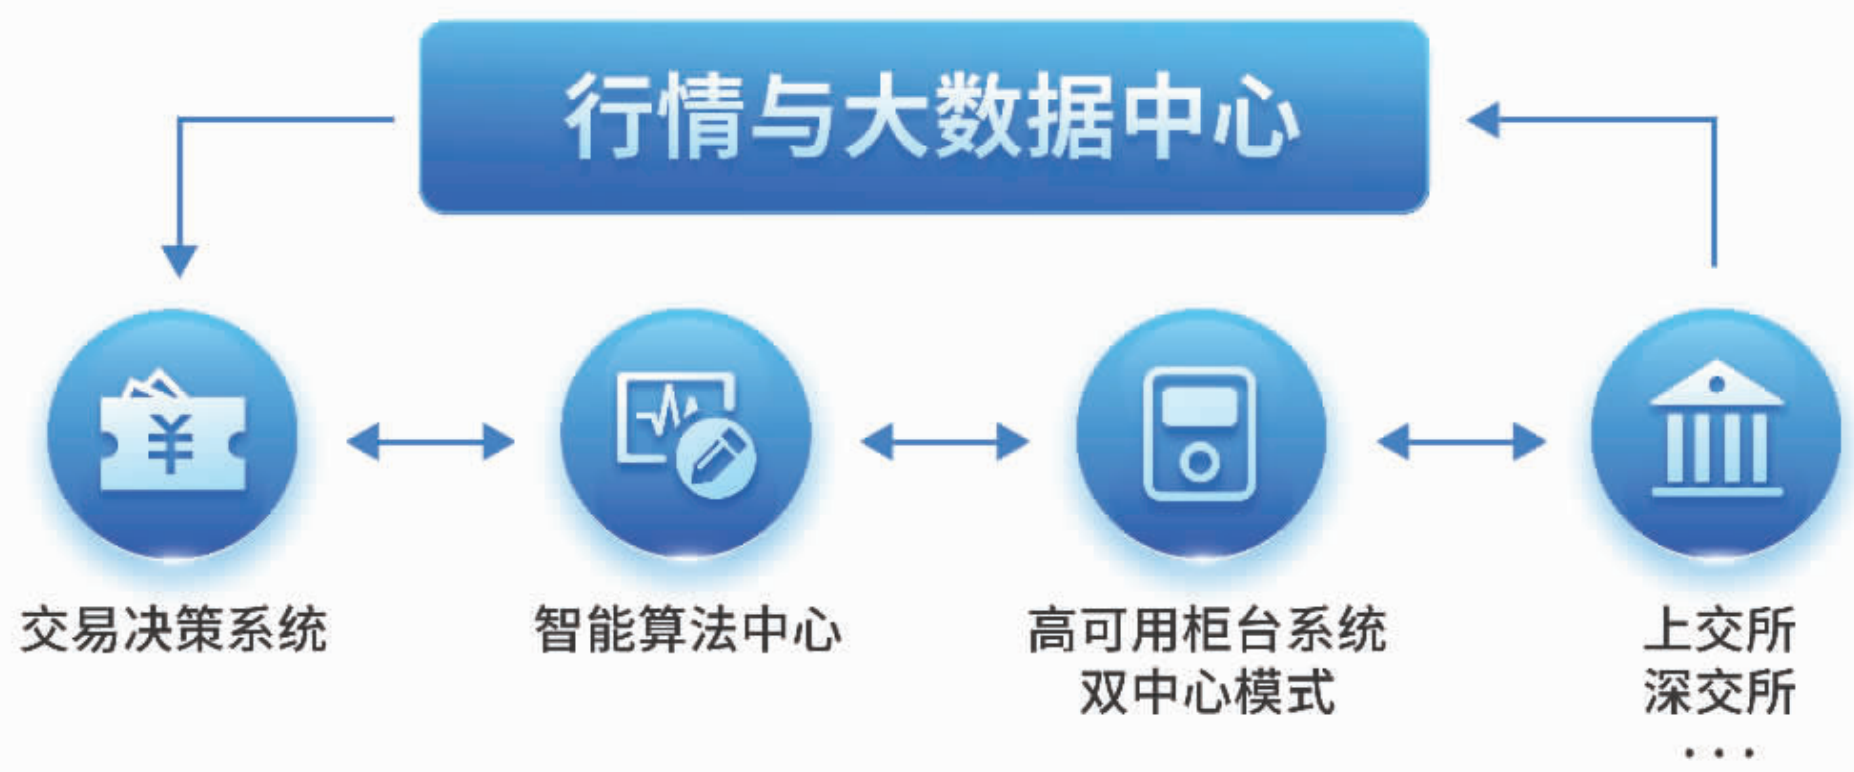 行情与大数据中心
¥
交易决策系统
智能算法中心
高可用柜台系统
双中心模式
上交所
深交所
...